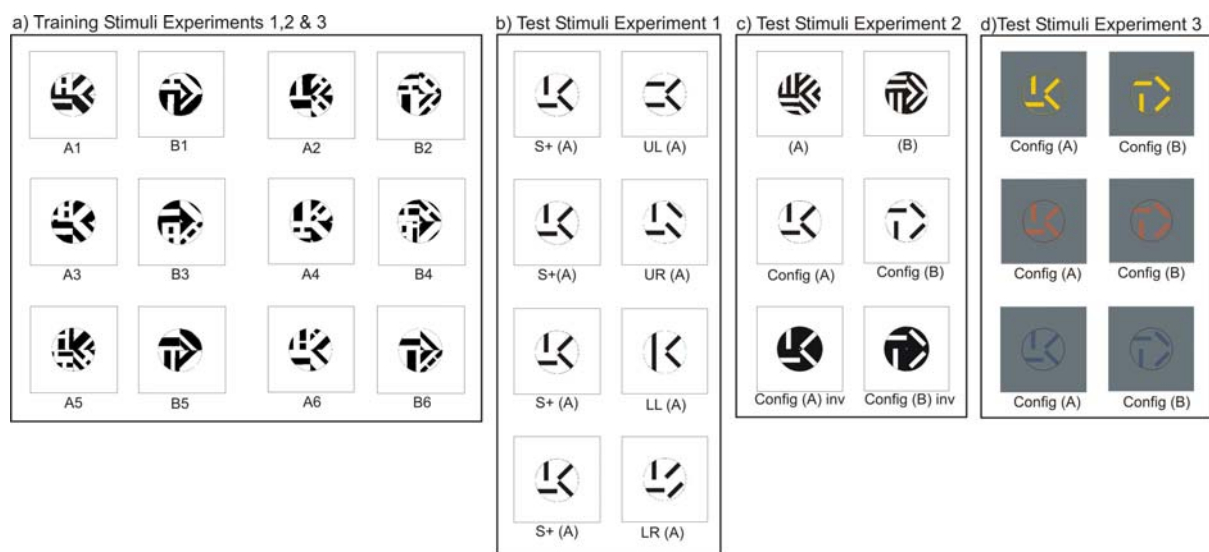 a) Training Stimuli Experiments 1,2 & 3
A1 B1 A2 B2
A3 B3 A4 B4
A5 B5 A6 B6
b) Test Stimuli Experiment 1
S+ (A) UL (A)
S+(A) UR (A)
S+ (A) LL (A)
S+ (A) LR (A)
c) Test Stimuli Experiment 2
(A) (B)
Config (A) Config (B)
Config (A) inv Config (B) inv
d)Test Stimuli Experiment 3
Config (A) Config (B)
Config (A) Config (B)
Config (A) Config (B)